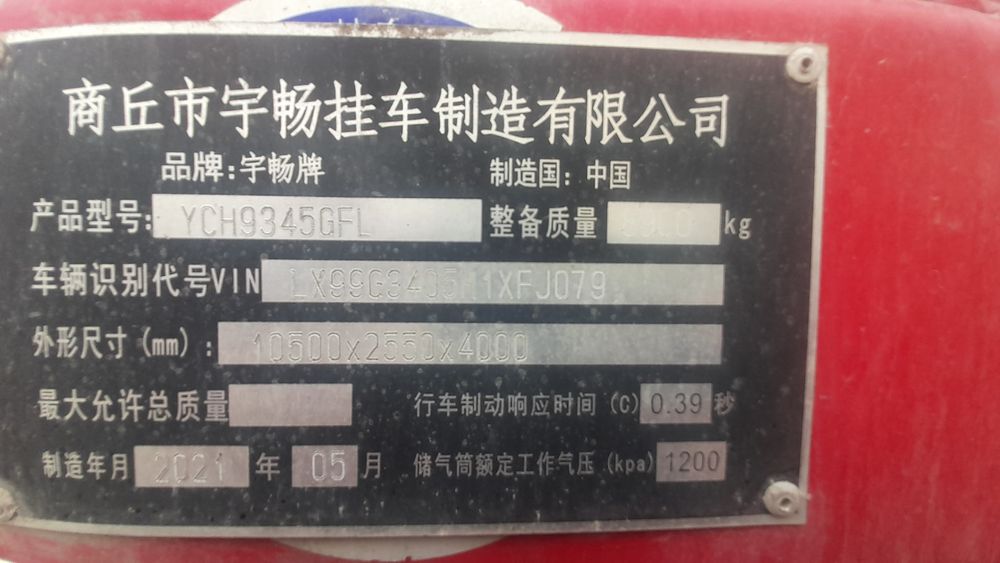 商丘市宇畅挂车制造有限公司
品牌:宇畅牌 制造国:中国
产品型号: YCH9345GFL 整备质量 kg
车辆识别代号VIN
外形尺寸(mm): 10500x2550x4000
最大允许总质量 行车制动响应时间 (C) 0.39 秒
制造年月 2021 年 05 月 储气筒额定工作气压 (kpa) 1200